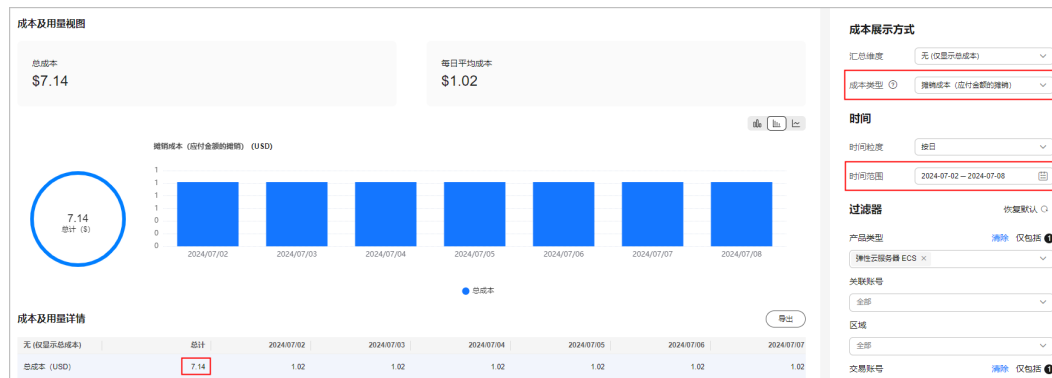 成本及用量视图
总成本
$7.14
每日平均成本
$1.02
摊销成本（应付金额的摊销） (USD)
1
1
1
1
0
0
0
7.14
总计（$）
2024/07/02 2024/07/03 2024/07/04 2024/07/05 2024/07/06 2024/07/07 2024/07/08
总成本
成本及用量详情
导出
无 (仅显示总成本) 总计 2024/07/02 2024/07/03 2024/07/04 2024/07/05 2024/07/06 2024/07/07
总成本（USD） 7.14 1.02 1.02 1.02 1.02 1.02 1.02
成本展示方式
汇总维度 无 (仅显示总成本)
成本类型 ? 摊销成本（应付金额的摊销）
时间
时间粒度 按日
时间范围 2024-07-02 – 2024-07-08
过滤器 恢复默认
产品类型 清除 仅包括 1
弹性云服务器 ECS ×
关联账号
全部
区域
全部
交易账号 清除 仅包括 1